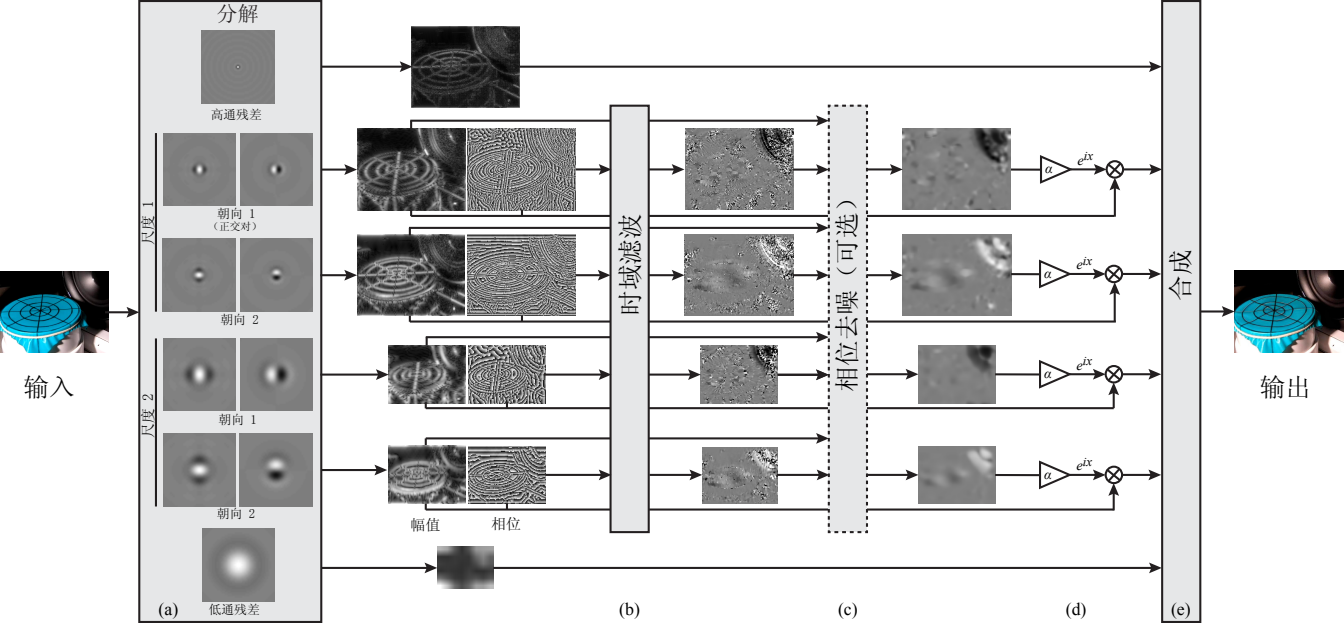 分解
高通残差
尺度 1
朝向 1
(正交对)
朝向 2
尺度 2
朝向 1
朝向 2
低通残差
(a)
输入
幅值
相位
时域滤波
(b)
相位去噪（可选）
(c)
α
e^{ix}
α
e^{ix}
α
e^{ix}
α
e^{ix}
(d)
合成
(e)
输出